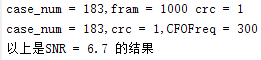 case_num = 183,fram = 1000 crc = 1
case_num = 183,crc = 1,CFOFreq = 300
以上是SNR = 6.7 的结果